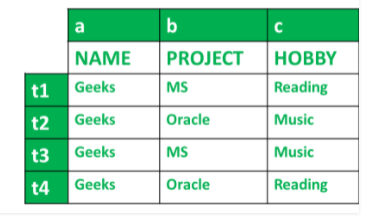 a b c
NAME PROJECT HOBBY
t1 Geeks MS Reading
t2 Geeks Oracle Music
t3 Geeks MS Music
t4 Geeks Oracle Reading